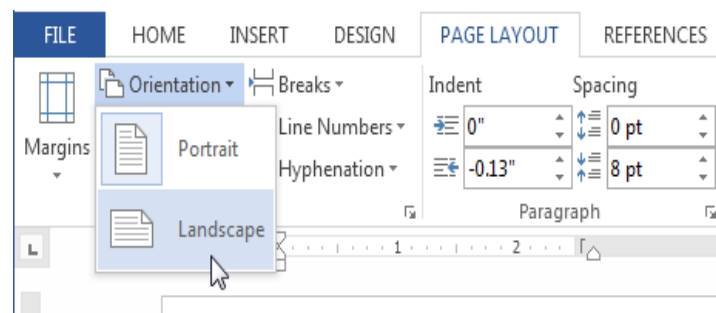 FILE HOME INSERT DESIGN PAGE LAYOUT REFERENCES
Orientation Breaks Indent Spacing
Margins Portrait Line Numbers 0" 0 pt
Hyphenation -0.13" 8 pt
Landscape Paragraph
L 1 2